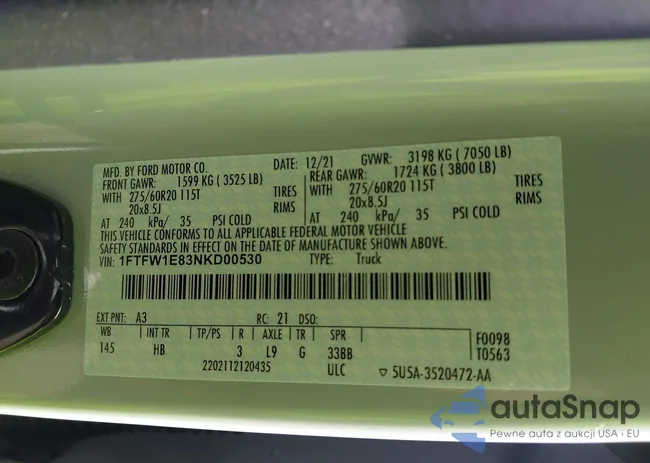 MFD. BY FORD MOTOR CO. DATE: 12/21 GVWR: 3198 KG ( 7050 LB)
FRONT GAWR: 1599 KG ( 3525 LB) REAR GAWR: 1724 KG ( 3800 LB)
WITH 275/60R20 115T TIRES WITH 275/60R20 115T TIRES
20x8.5J RIMS 20x8.5J RIMS
AT 240 kPa/ 35 PSI COLD AT 240 kPa/ 35 PSI COLD
THIS VEHICLE CONFORMS TO ALL APPLICABLE FEDERAL MOTOR VEHICLE
SAFETY STANDARDS IN EFFECT ON THE DATE OF MANUFACTURE SHOWN ABOVE.
VIN: 1FTFW1E83NKD00530 TYPE: Truck
EXT PNT: A3 RC: 21 DSO:
WB INT TR TP/PS R AXLE TR SPR F0098
145 HB 3 L9 G 33BB T0563
2202112120435 ULC ▽ 5U5A-3520472-AA
autaSnap
Pewne auta z aukcji USA i EU